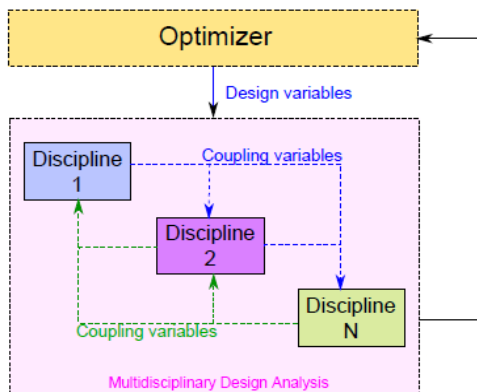 Optimizer
Design variables
Discipline
1
Coupling variables
Discipline
2
Discipline
N
Coupling variables
Multidisciplinary Design Analysis